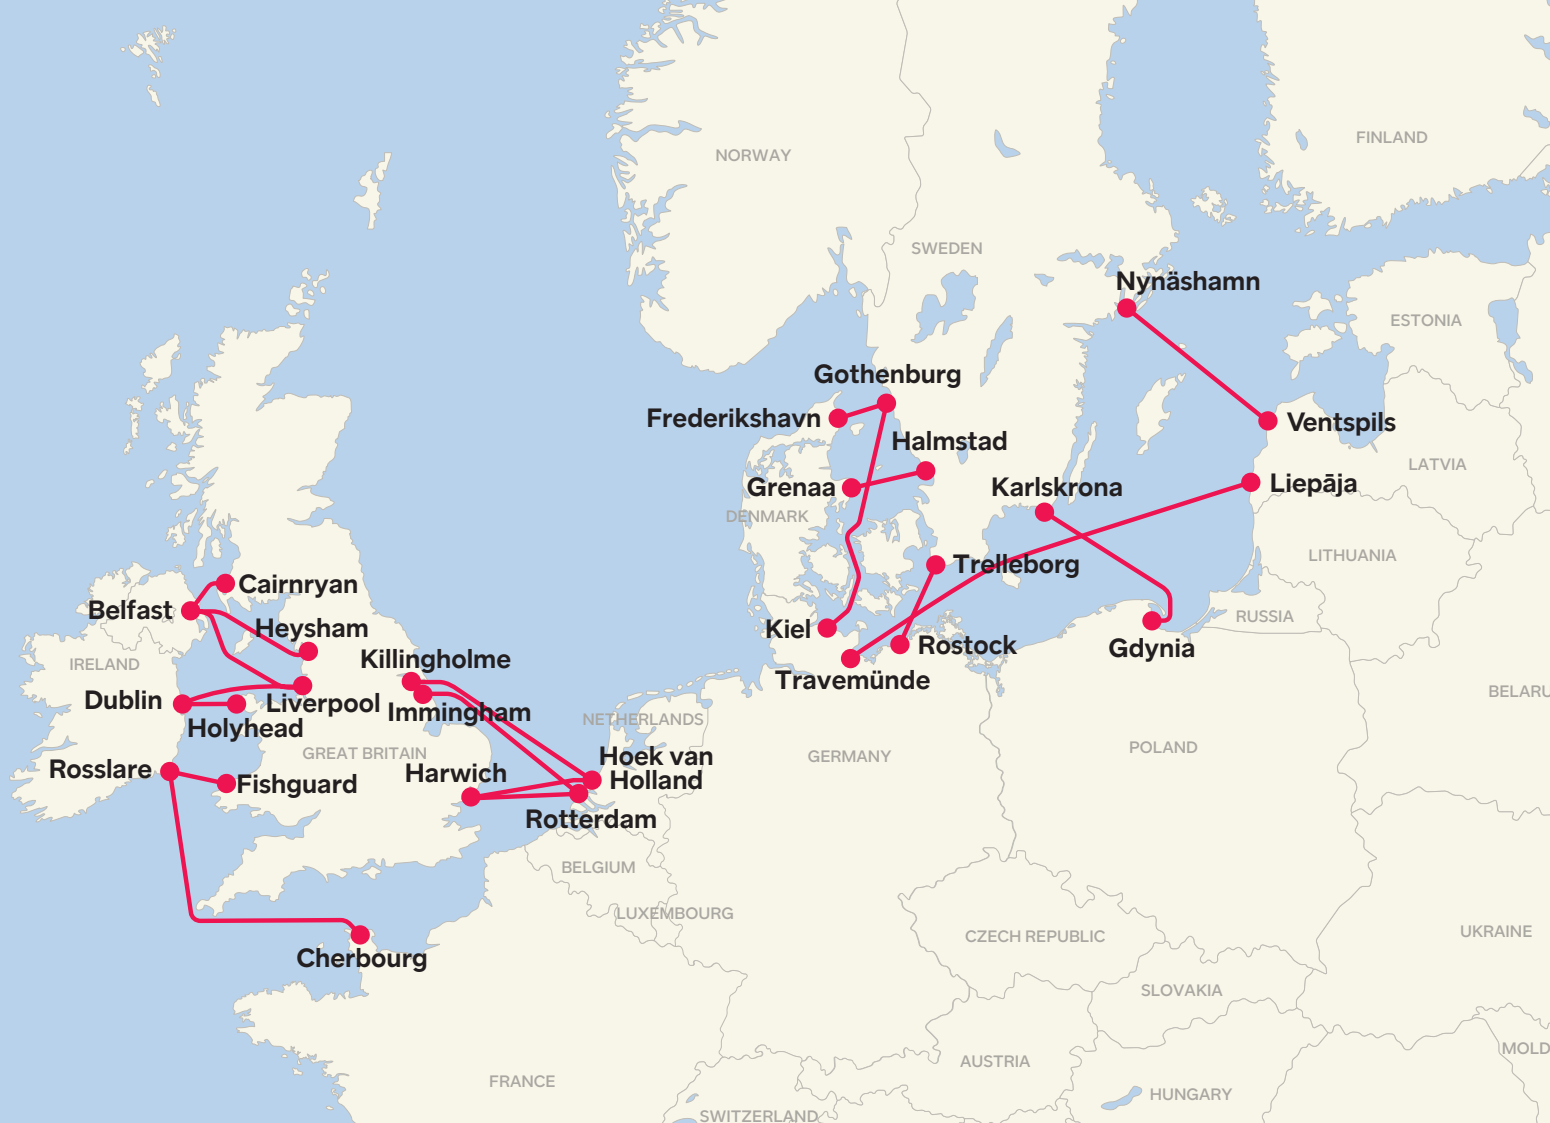 NORWAY
FINLAND
SWEDEN
Nynäshamn
ESTONIA
Gothenburg
Frederikshavn
Ventspils
Halmstad
LATVIA
Grenaa
Karlskrona
Liepāja
DENMARK
LITHUANIA
Trelleborg
Cairnryan
Belfast
RUSSIA
Heysham
Kiel
Rostock
Gdynia
IRELAND
Killingholme
Travemünde
BELARU
Dublin
Liverpool
Immingham
NETHERLANDS
Holyhead
GREAT BRITAIN
GERMANY
POLAND
Hoek van
Holland
Rosslare
Harwich
Fishguard
Rotterdam
BELGIUM
LUXEMBOURG
UKRAINE
CZECH REPUBLIC
Cherbourg
SLOVAKIA
MOLD
AUSTRIA
FRANCE
HUNGARY
SWITZERLAND